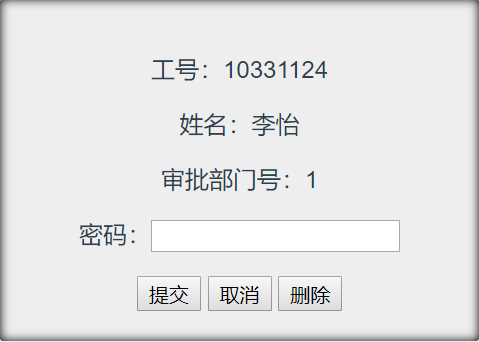 工号：10331124
姓名：李怡
审批部门号：1
密码：
提交 取消 删除